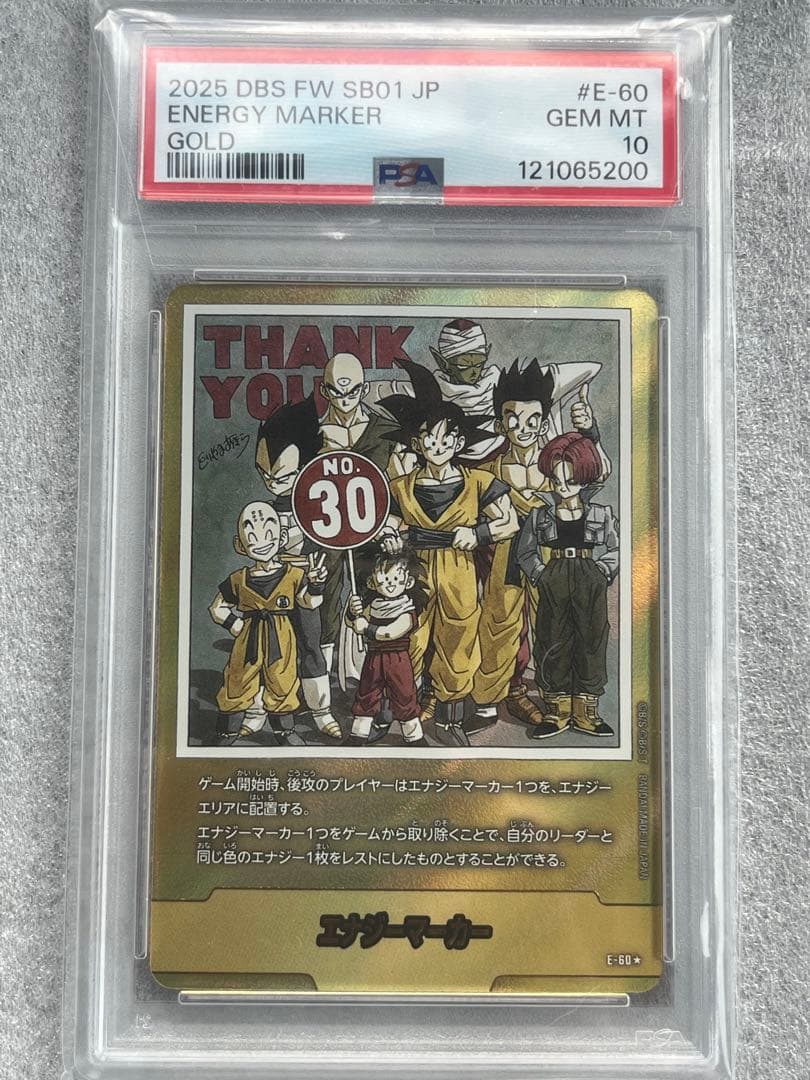 2025 DBS FW SB01 JP #E-60
ENERGY MARKER GEM MT
GOLD 10
121065200
PSA
THANK
YOU
NO.
30
©B/S ©B/S·T BANDAI MADE IN JAPAN
ゲーム開始時、後攻のプレイヤーはエナジーマーカー1つを、エナジー
エリアに配置する。
エナジーマーカー1つをゲームから取り除くことで、自分のリーダーと
同じ色のエナジー1枚をレストにしたものとすることができる。
エナジーマーカー
E-60★
PSA